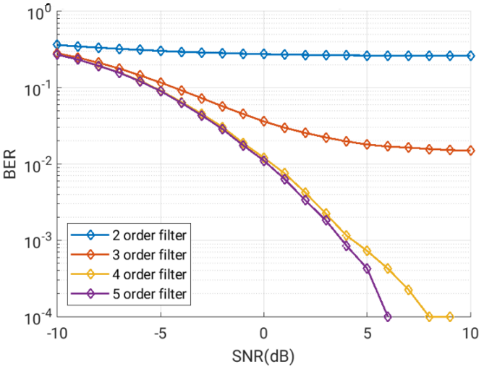 10^0
10^-1
10^-2
10^-3
10^-4
BER
2 order filter
3 order filter
4 order filter
5 order filter
-10 -5 0 5 10
SNR(dB)